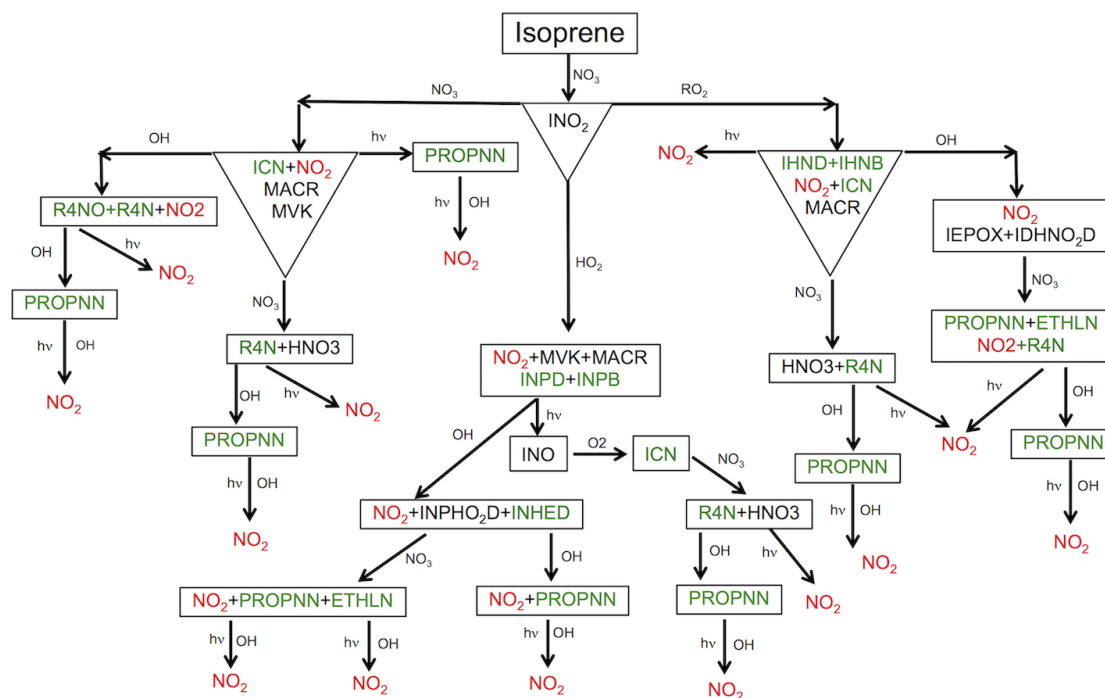 Isoprene
NO₃
NO₃
RO₂
INO₂
OH
hν
hν
OH
ICN+NO₂
MACR
MVK
PROPNN
NO₂
IHND+IHNB
NO₂+ICN
MACR
R4NO+R4N+NO2
hν
OH
NO₂
IEPOX+IDHNO₂D
OH
hν
NO₂
NO₂
HO₂
NO₃
NO₃
NO₃
PROPNN
R4N+HNO3
PROPNN+ETHLN
NO2+R4N
hν
OH
NO₂+MVK+MACR
INPD+INPB
HNO3+R4N
NO₂
OH
hν
NO₂
OH
hν
OH
hν
hν
OH
NO₂
PROPNN
INO
O2
ICN
NO₃
PROPNN
PROPNN
hν
OH
hν
OH
hν
OH
NO₂
NO₂+INPHO₂D+INHED
R4N+HNO3
NO₂
NO₂
NO₃
OH
OH
hν
NO₂+PROPNN+ETHLN
NO₂+PROPNN
PROPNN
NO₂
hν
OH
hν
OH
hν
OH
hν
OH
NO₂
NO₂
NO₂
NO₂